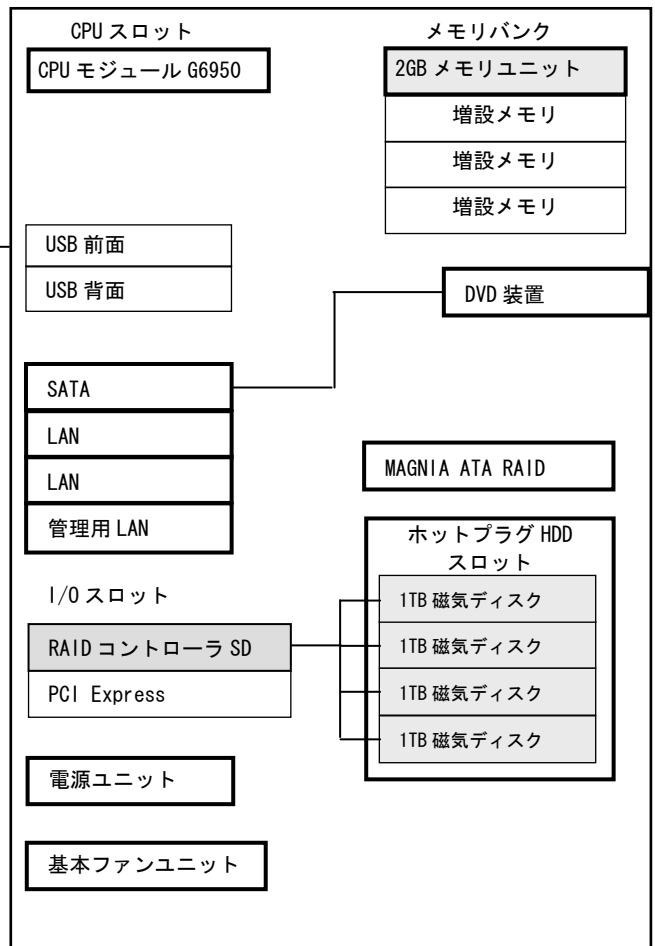 CPU スロット
CPU モジュール G6950
メモリバンク
2GB メモリユニット
増設メモリ
増設メモリ
増設メモリ
USB 前面
USB 背面
DVD 装置
SATA
LAN
LAN
管理用 LAN
MAGNIA ATA RAID
ホットプラグ HDD
スロット
1TB 磁気ディスク
1TB 磁気ディスク
1TB 磁気ディスク
1TB 磁気ディスク
I/O スロット
RAID コントローラ SD
PCI Express
電源ユニット
基本ファンユニット